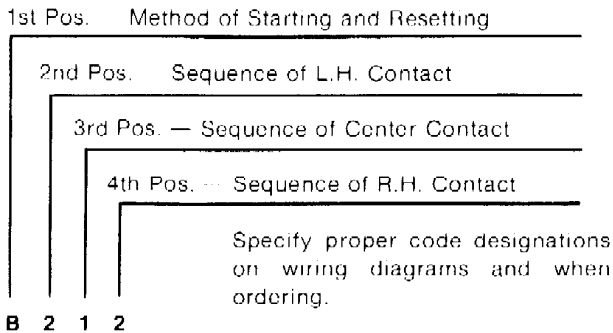 1st Pos. Method of Starting and Resetting
2nd Pos. Sequence of L.H. Contact
3rd Pos. — Sequence of Center Contact
4th Pos. — Sequence of R.H. Contact
Specify proper code designations
on wiring diagrams and when
ordering.
B 2 1 2